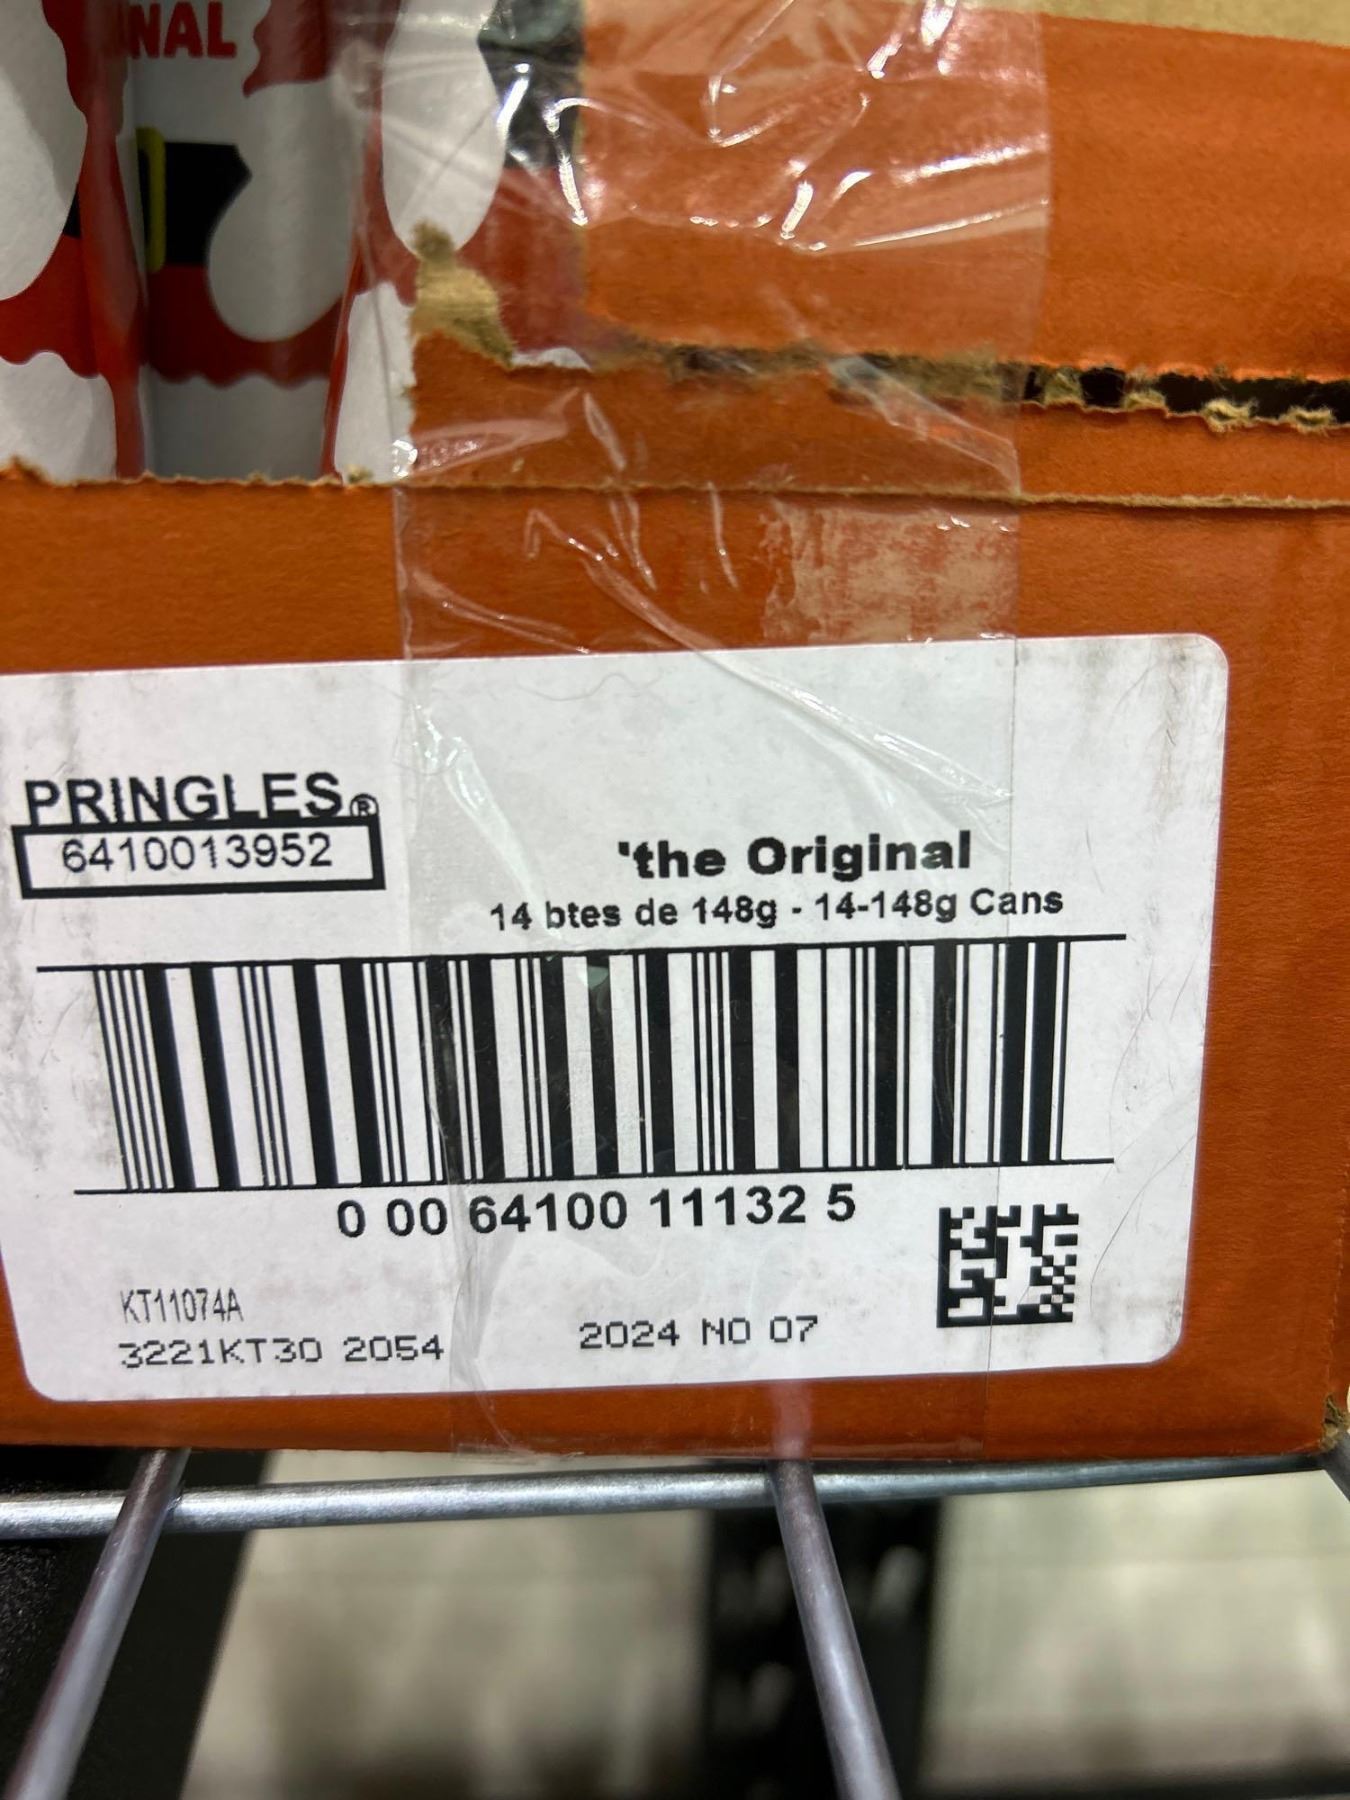 NAL
PRINGLES®
6410013952
'the Original
14 btes de 148g - 14-148g Cans
0 00 64100 11132 5
KT11074A
3221KT30 2054
2024 NO 07